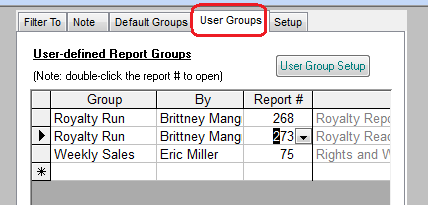 Filter To Note Default Groups User Groups Setup
User-defined Report Groups
(Note: double-click the report # to open)
User Group Setup
Group By Report #
Royalty Run Brittney Mang 268 Royalty Repo
Royalty Run Brittney Mang 273 Royalty Read
Weekly Sales Eric Miller 75 Rights and W